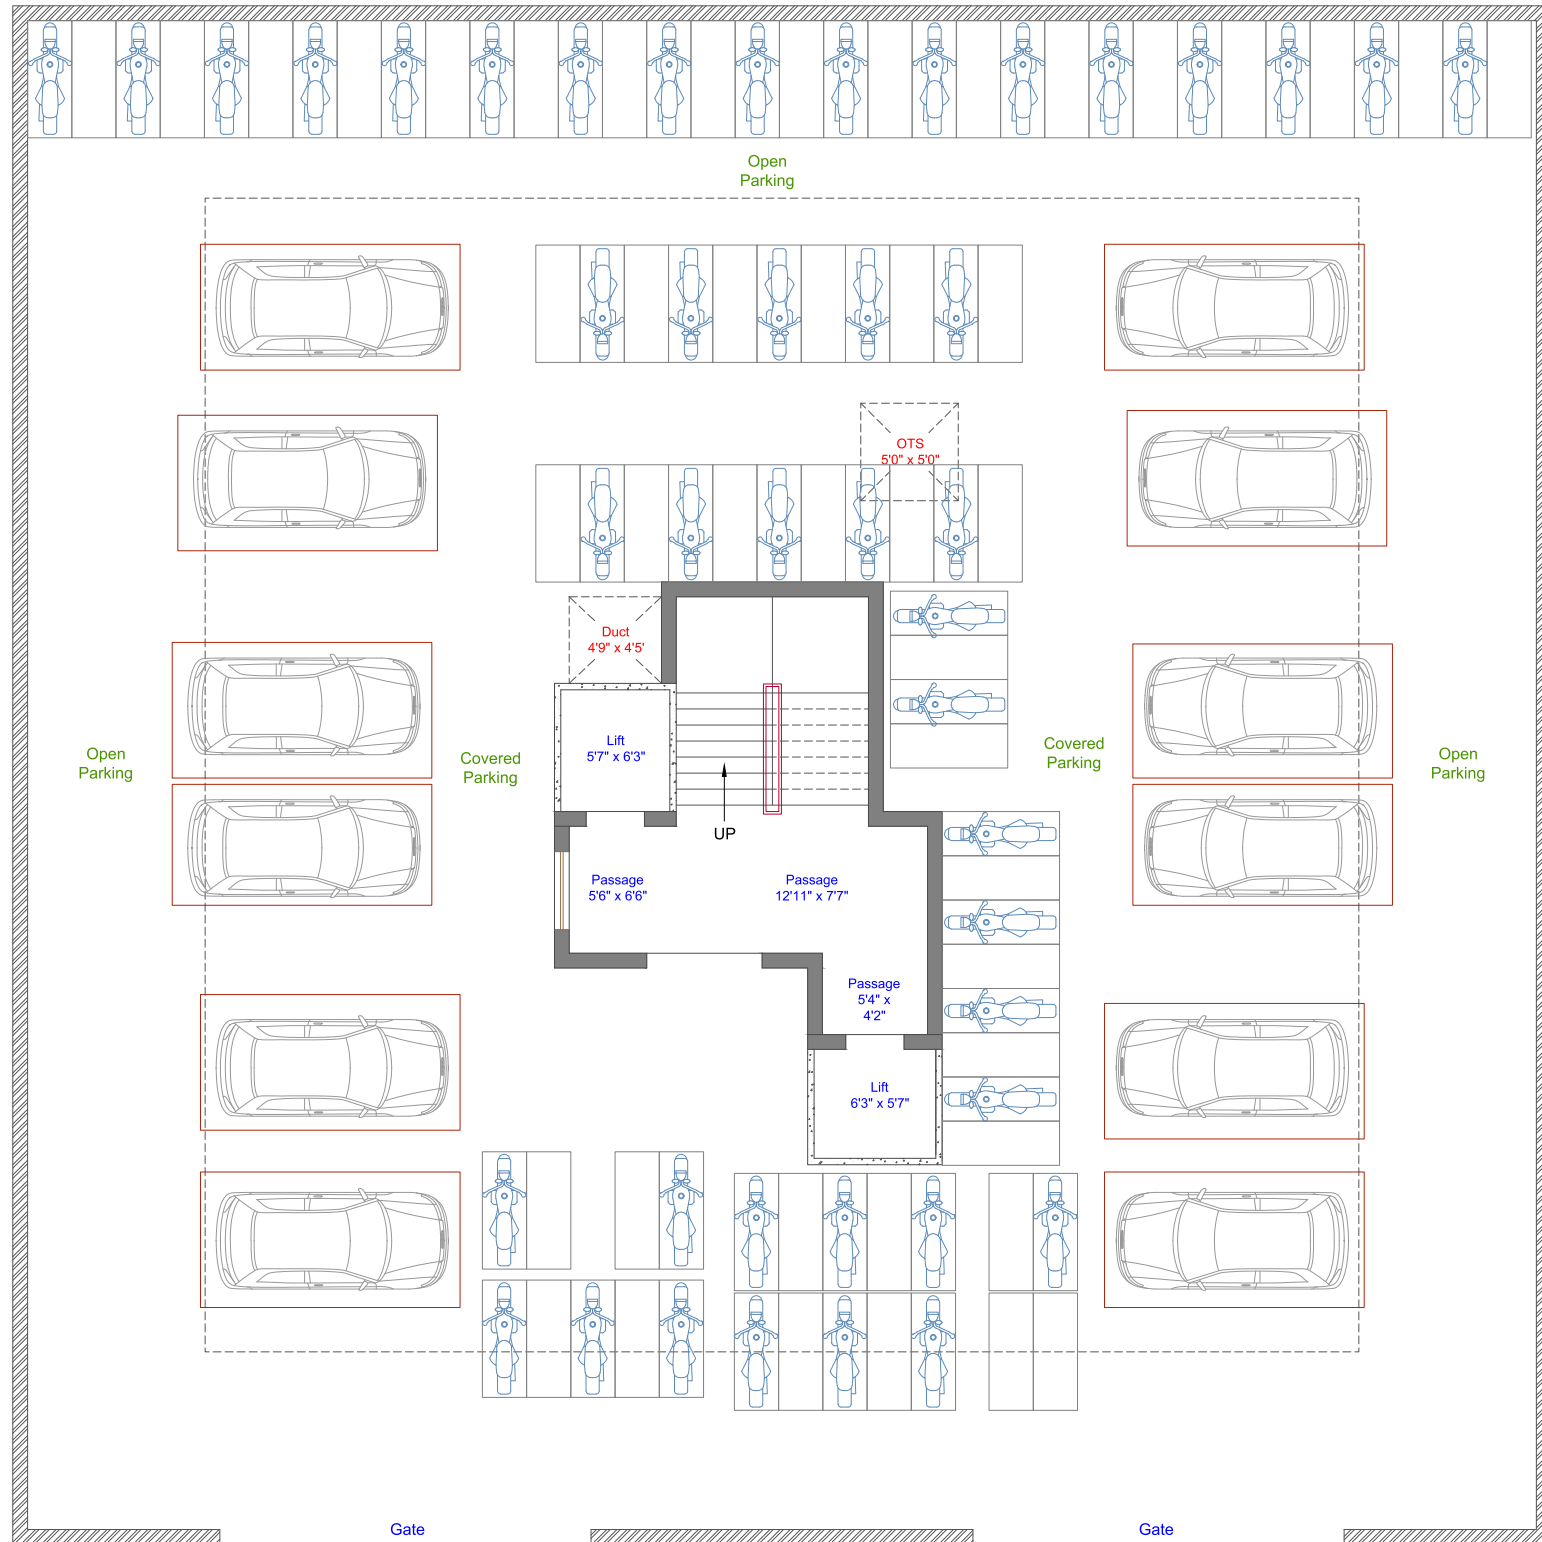 Open
Parking
OTS
5'0" x 5'0"
Duct
4'9" x 4'5'
Lift
5'7" x 6'3"
Open
Parking
Covered
Parking
Covered
Parking
Open
Parking
UP
Passage
5'6" x 6'6"
Passage
12'11" x 7'7"
Passage
5'4" x
4'2"
Lift
6'3" x 5'7"
Gate
Gate